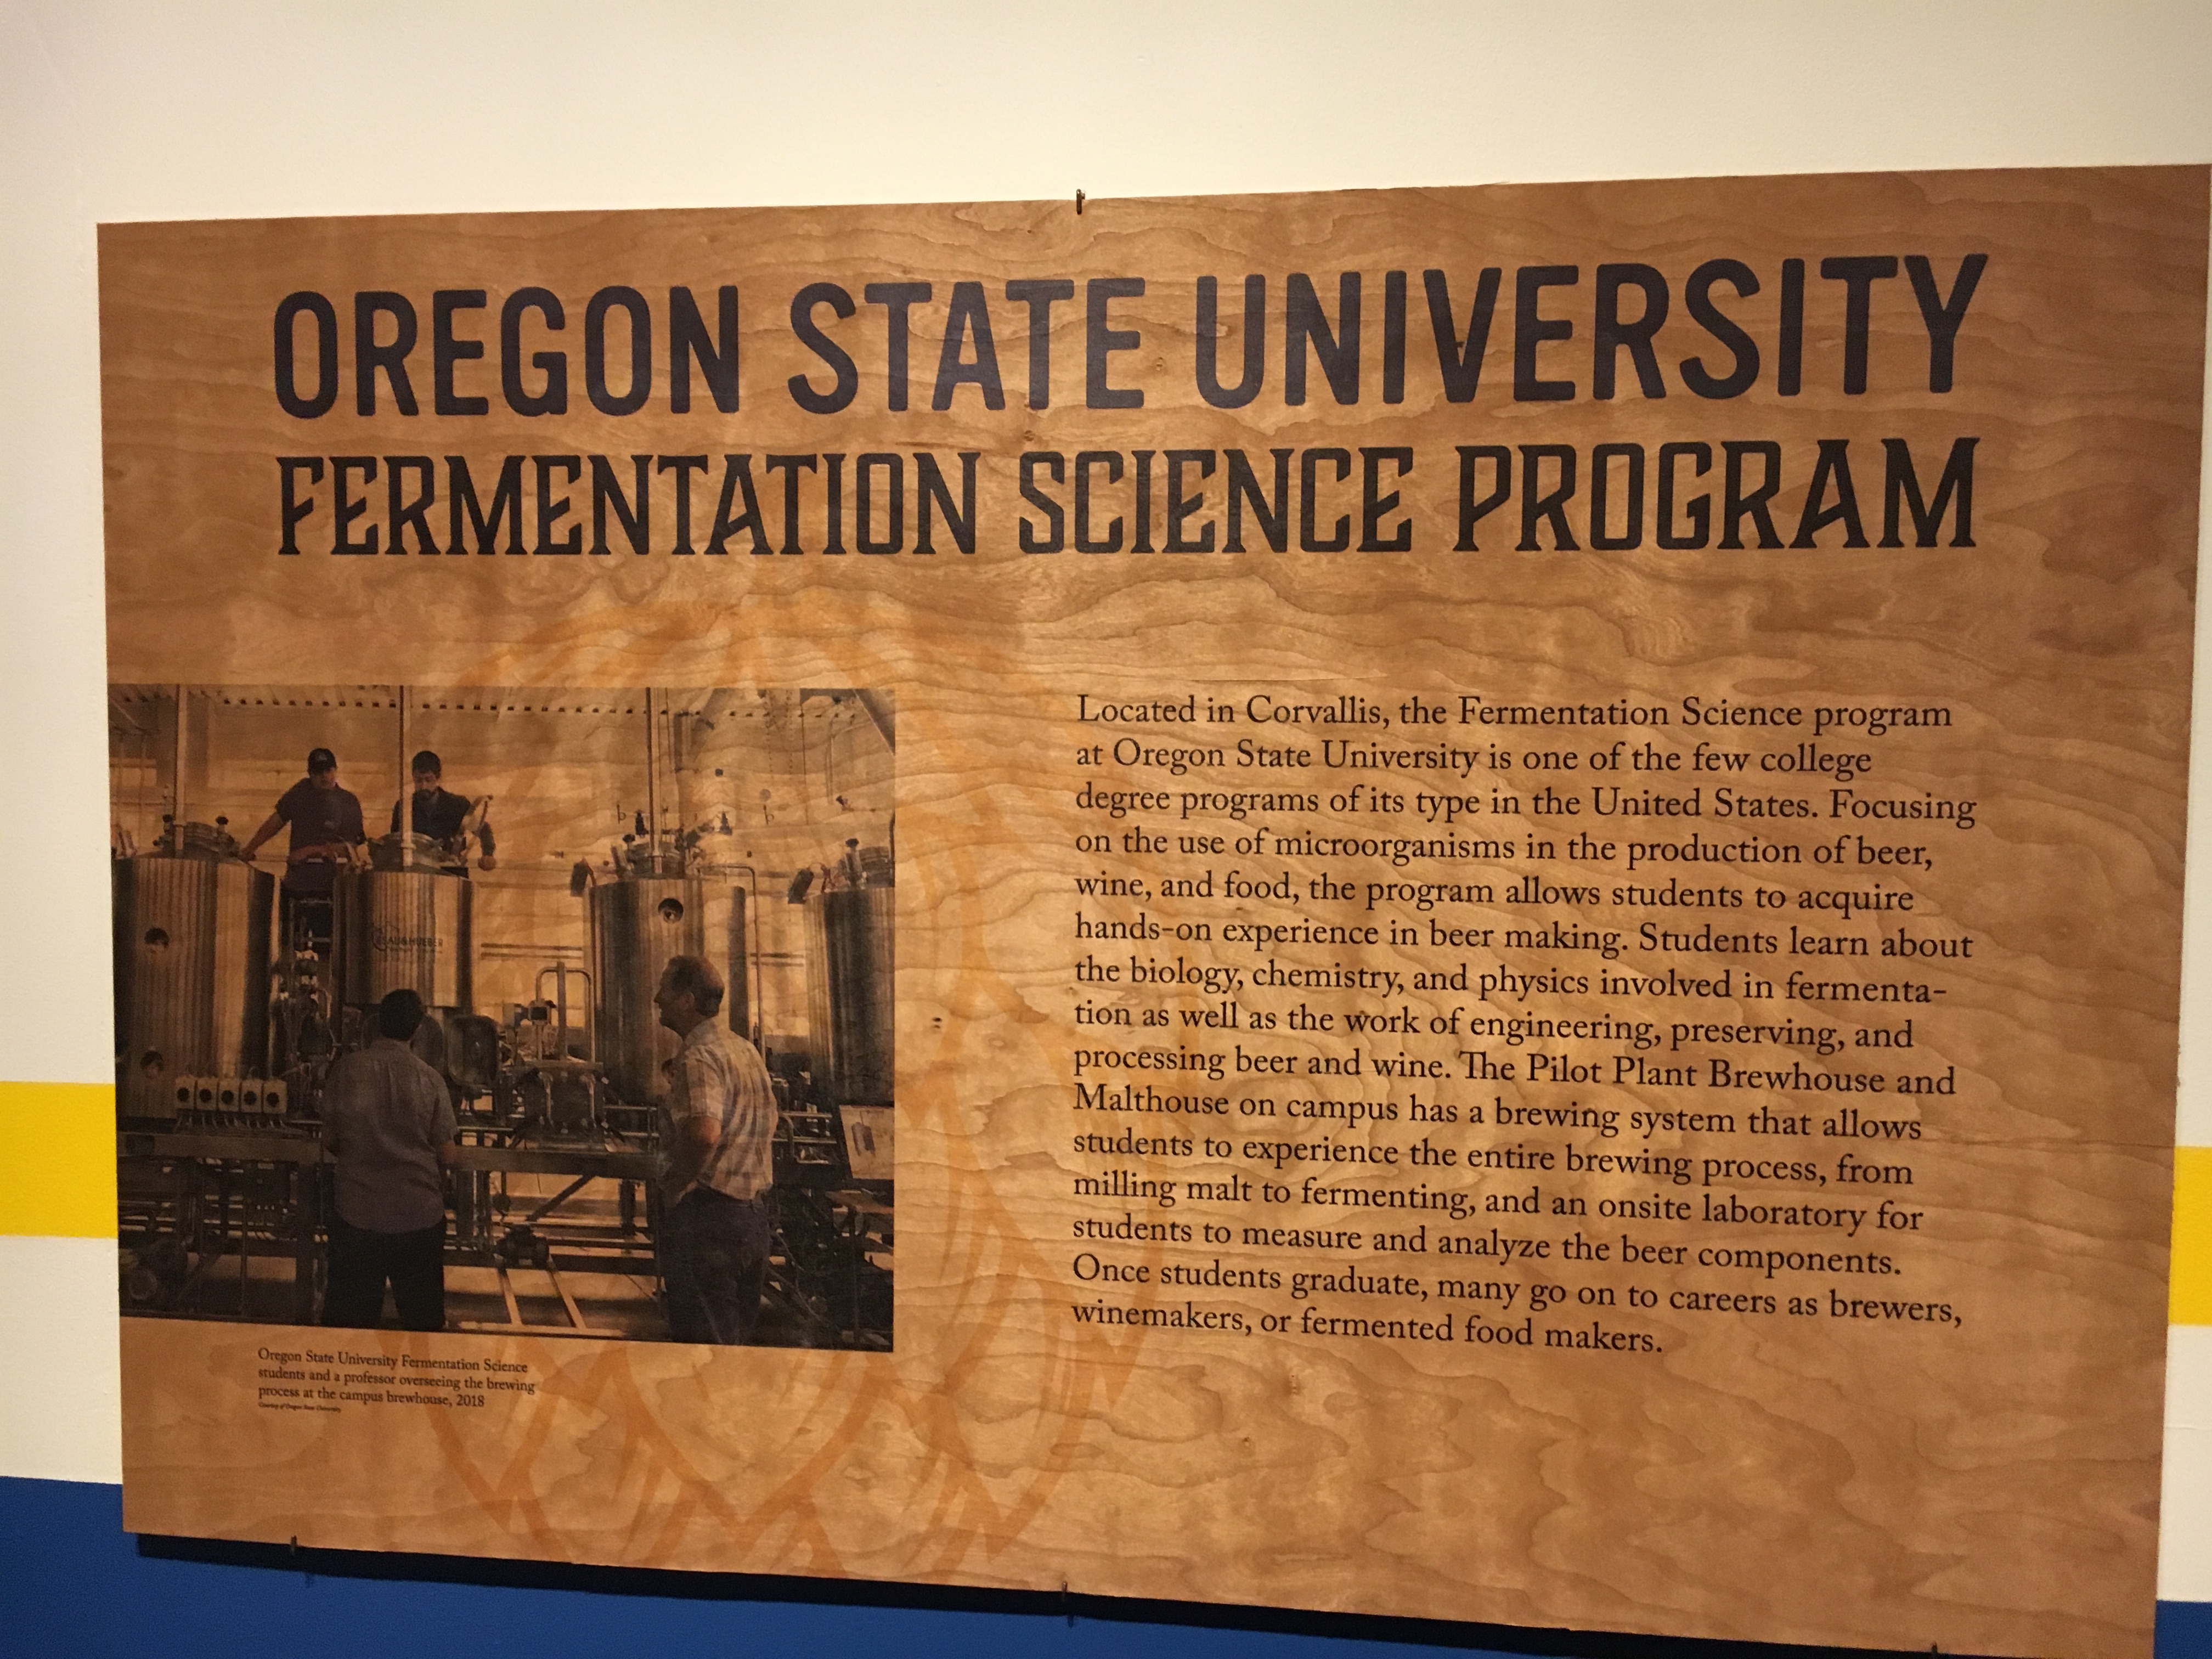 OREGON STATE UNIVERSITY
FERMENTATION SCIENCE PROGRAM
Located in Corvallis, the Fermentation Science program
at Oregon State University is one of the few college
degree programs of its type in the United States. Focusing
on the use of microorganisms in the production of beer,
wine, and food, the program allows students to acquire
hands-on experience in beer making. Students learn about
the biology, chemistry, and physics involved in fermenta-
tion as well as the work of engineering, preserving, and
processing beer and wine. The Pilot Plant Brewhouse and
Malthouse on campus has a brewing system that allows
students to experience the entire brewing process, from
milling malt to fermenting, and an onsite laboratory for
students to measure and analyze the beer components.
Once students graduate, many go on to careers as brewers,
winemakers, or fermented food makers.
Oregon State University Fermentation Science
students and a professor overseeing the brewing
process at the campus brewhouse, 2018
Courtesy of Oregon State University